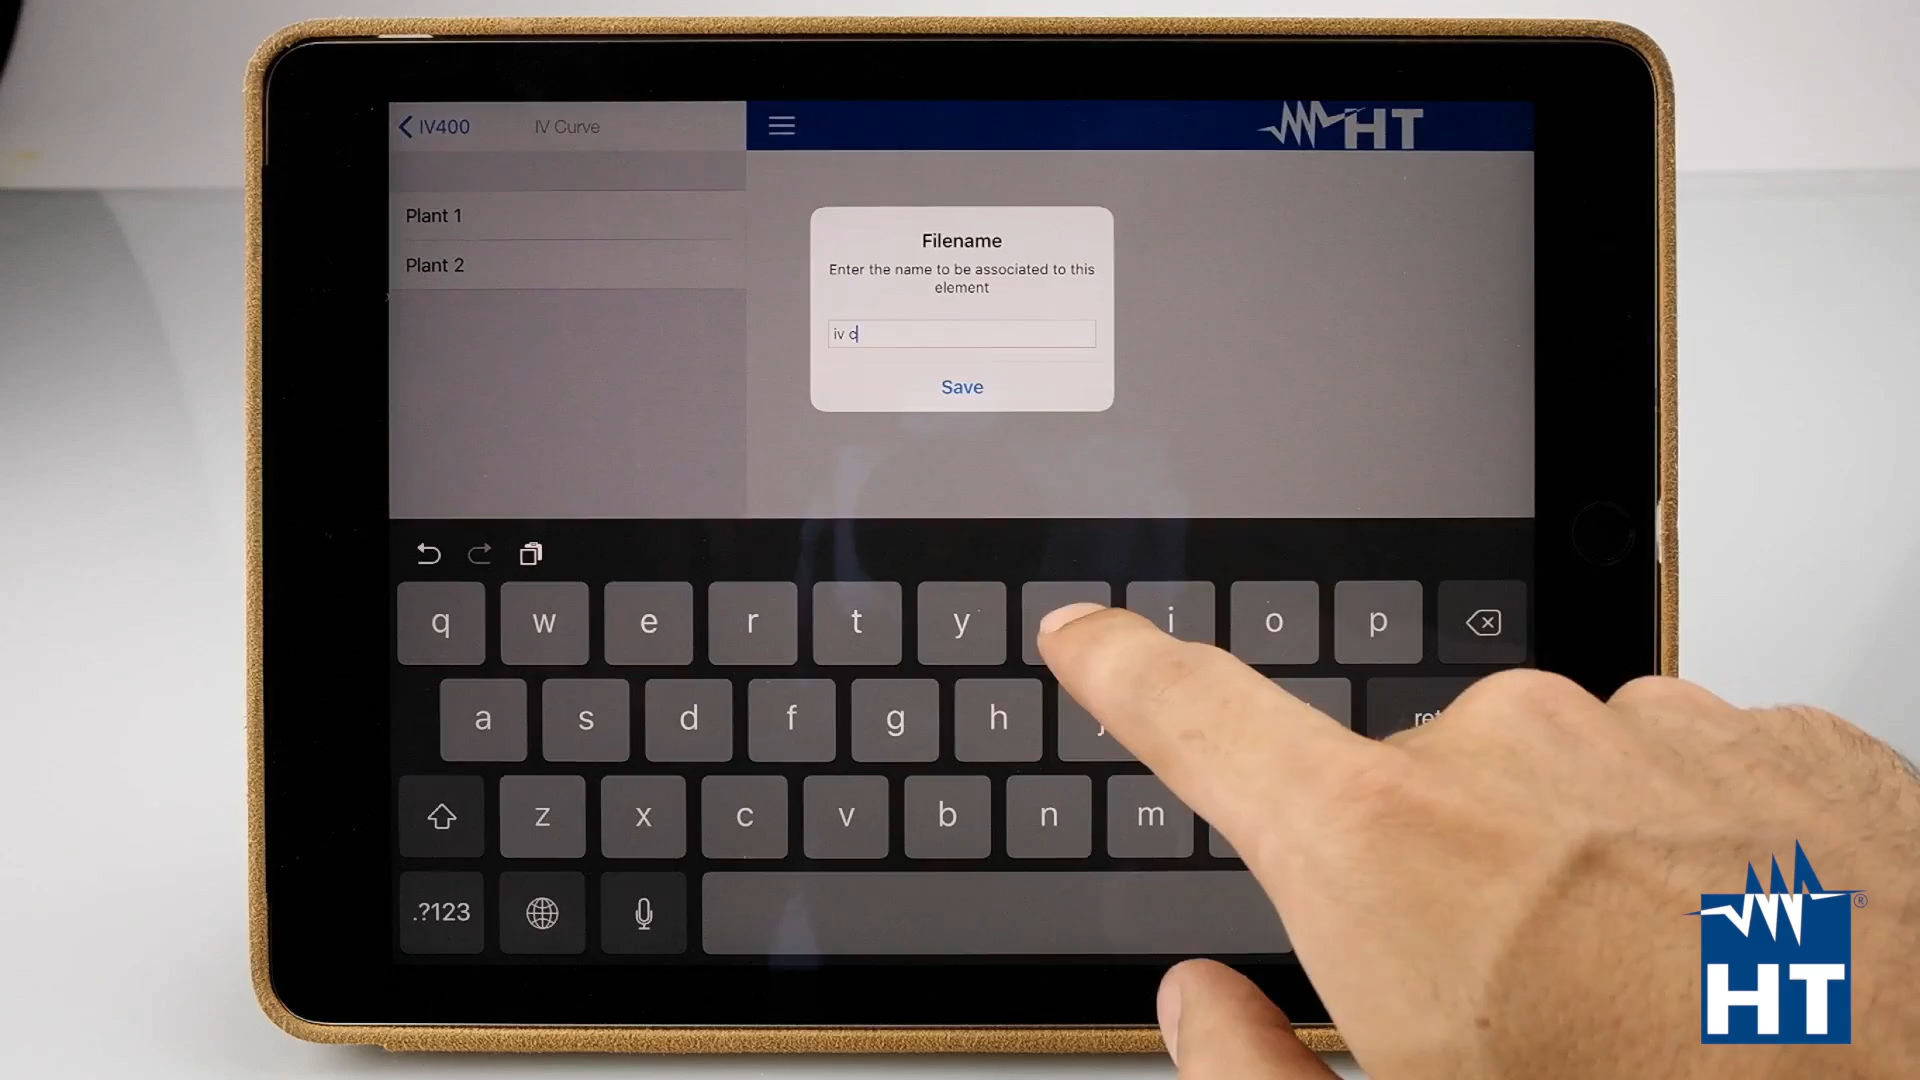 IV400 IV Curve HT
Plant 1
Plant 2
Filename
Enter the name to be associated to this
element
iv c
Save
q w e r t y i o p
a s d f g h
z x c v b n m
.?123
HT
®